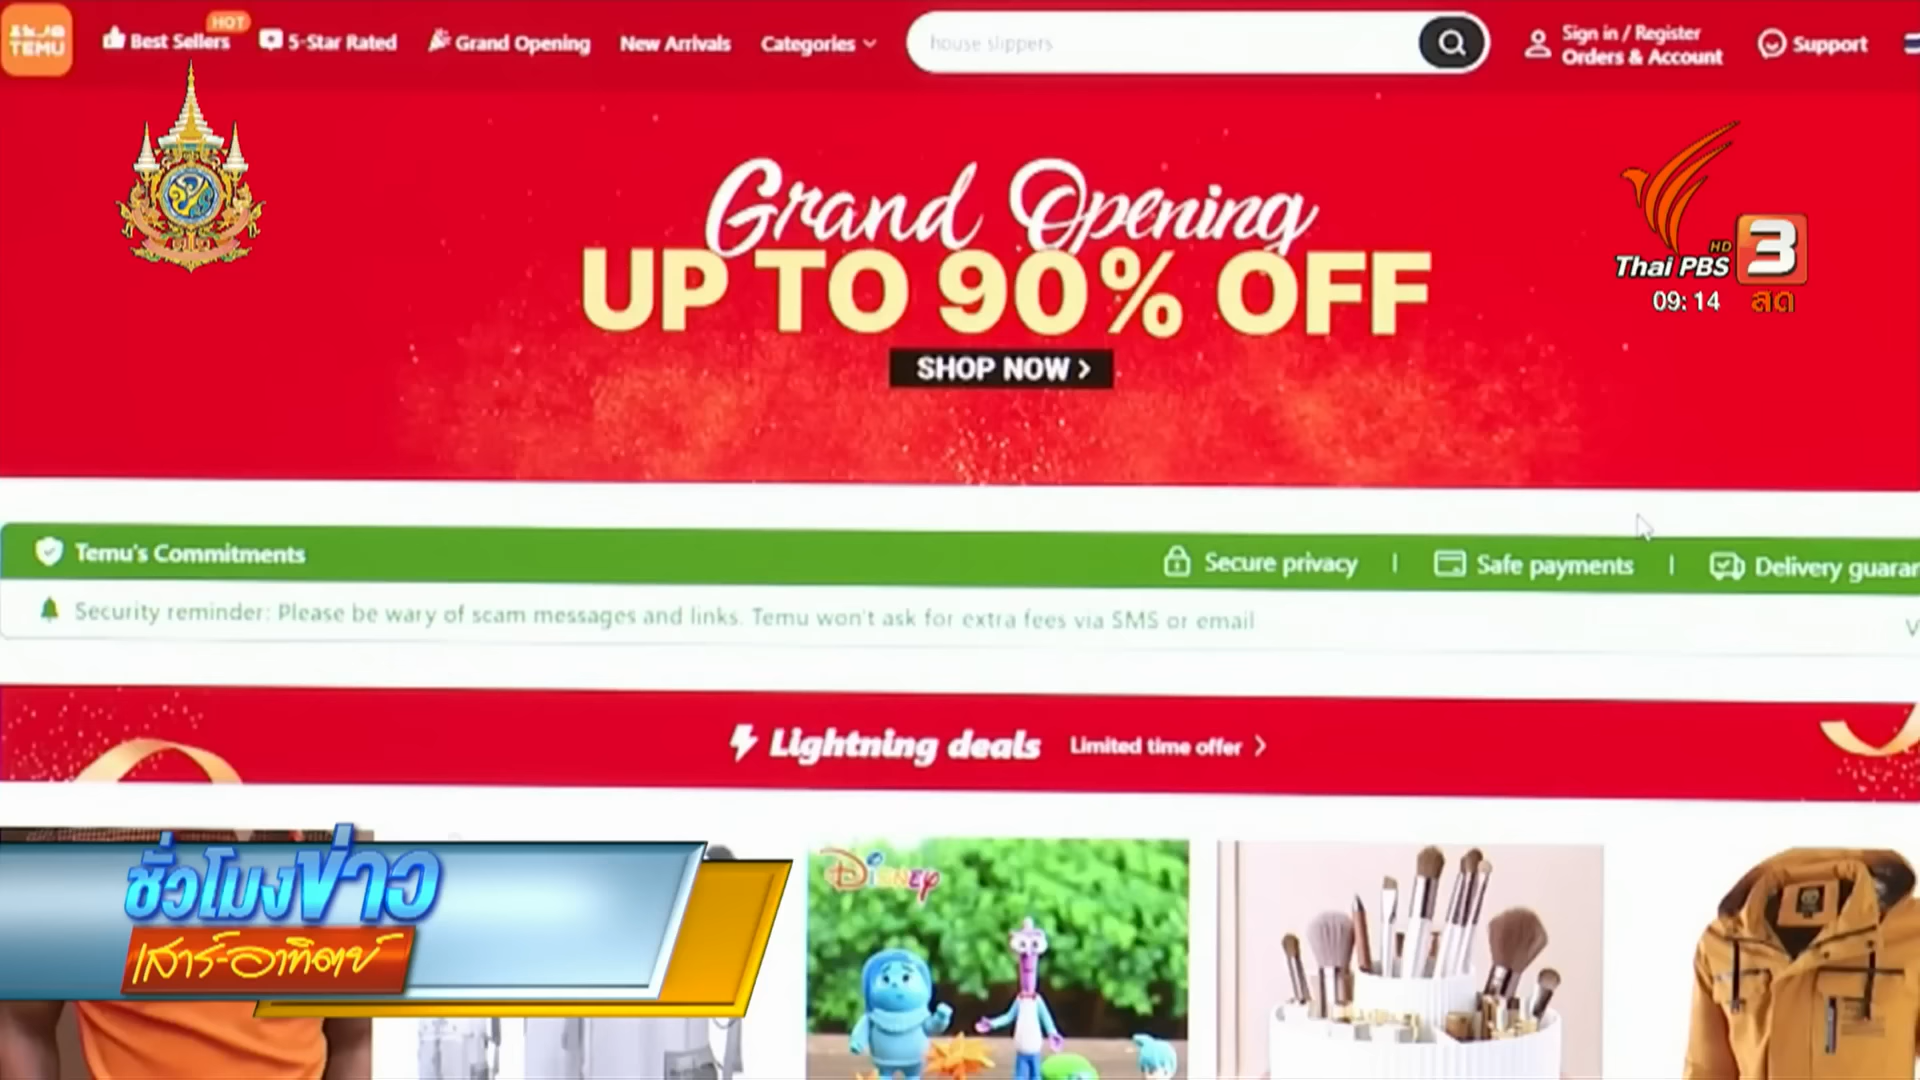 TEMU
Best Sellers
HOT
5-Star Rated
Grand Opening
New Arrivals
Categories
house slippers
Sign in / Register
Orders & Account
Support
Grand Opening
UP TO 90% OFF
SHOP NOW >
Thai PBS HD 3
09:14 สด
Temu's Commitments
Secure privacy
Safe payments
Security reminder: Please be wary of scam messages and links. Temu won't ask for extra fees via SMS or email
Delivery
Lightning deals
Limited time offer >
ชั่วโมงข่าว
เสาร์-อาทิตย์
Disney